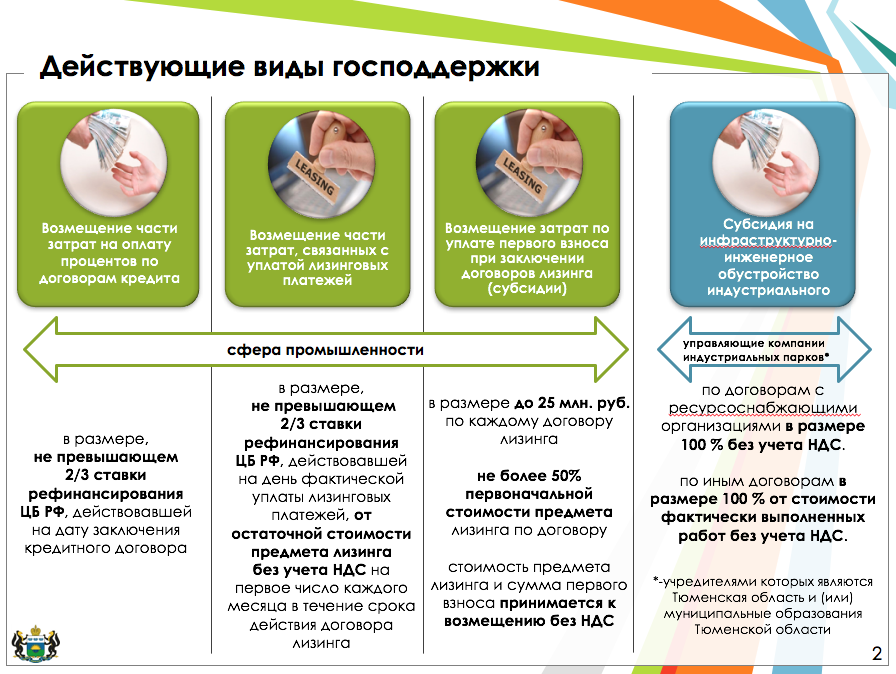 Действующие виды господдержки
Возмещение части
затрат на оплату
процентов по
договорам кредита
LEASING
Возмещение части
затрат, связанных с
уплатой лизинговых
платежей
LEASING
Возмещение затрат по
уплате первого взноса
при заключении
договоров лизинга
(субсидии)
Субсидия на
инфраструктурно-
инженерное
обустройство
индустриального
сфера промышленности
управляющие компании
индустриальных парков*
в размере,
не превышающем
2/3 ставки
рефинансирования
ЦБ РФ, действовавшей
на дату заключения
кредитного договора
в размере,
не превышающем
2/3 ставки
рефинансирования
ЦБ РФ, действовавшей
на день фактической
уплаты лизинговых
платежей, от
остаточной стоимости
предмета лизинга
без учета НДС на
первое число каждого
месяца в течение срока
действия договора
лизинга
в размере до 25 млн. руб.
по каждому договору
лизинга
не более 50%
первоначальной
стоимости предмета
лизинга по договору
стоимость предмета
лизинга и сумма первого
взноса принимается к
возмещению без НДС
по договорам с
ресурсоснабжающими
организациями в размере
100 % без учета НДС.
по иным договорам в
размере 100 % от стоимости
фактически выполненных
работ без учета НДС.
*-учредителями которых являются
Тюменская область и (или)
муниципальные образования
Тюменской области
2